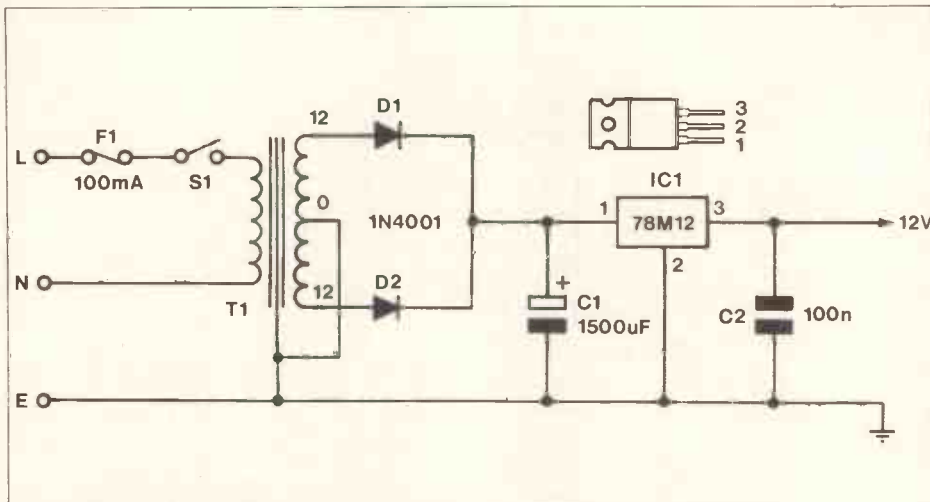 12
D1
3
2
1
F1
L
100mA
S1
0
1N4001
IC1
1
78M12
3
12V
2
N
T1
12
D2
+
C1
1500uF
C2
100n
E